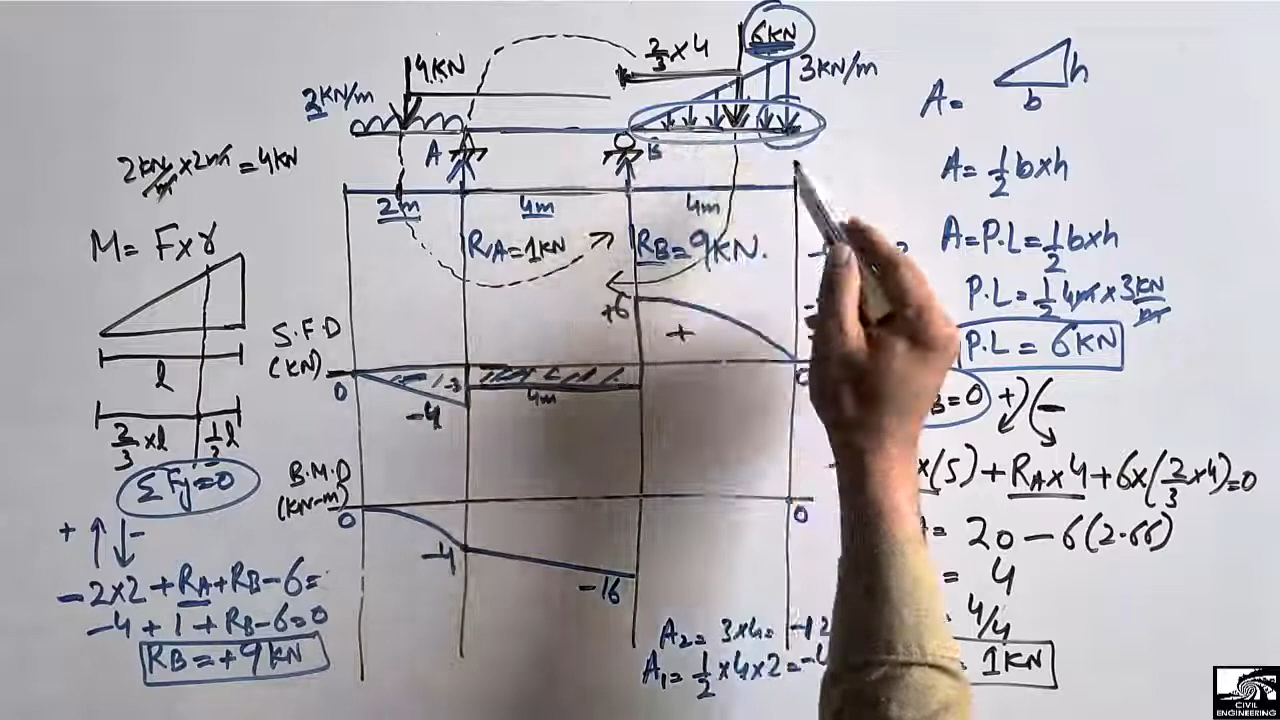 2/3 × 4
6KN
4KN
3KN/m
2KN/m
A B
2KN/m × 2m = 4KN
2m 4m 4m
RA = 1KN
RB = 9KN.
M = F × r
l
2/3 × l 1/3 l
ΣFy = 0
+ -
-2×2 + RA + RB - 6 =
-4 + 1 + RB - 6 = 0
RB = +9KN
S.F.D
(KN)
0
-4
-3
4m
+6
+
B.M.D
(KN-m)
0
-4
-16
0
A2 = 3×4 = -12
A1 = 1/2 × 4 × 2 = -4
A =
b h
A = 1/2 b×h
A = P.L = 1/2 b×h
P.L = 1/2 4m × 3KN/m
P.L = 6KN
B = 0 + -
×(5) + RA×4 + 6×(2/3×4) = 0
= 20 - 6(2.66)
= 4
4/4
= 1KN
CIVIL
ENGINEERING